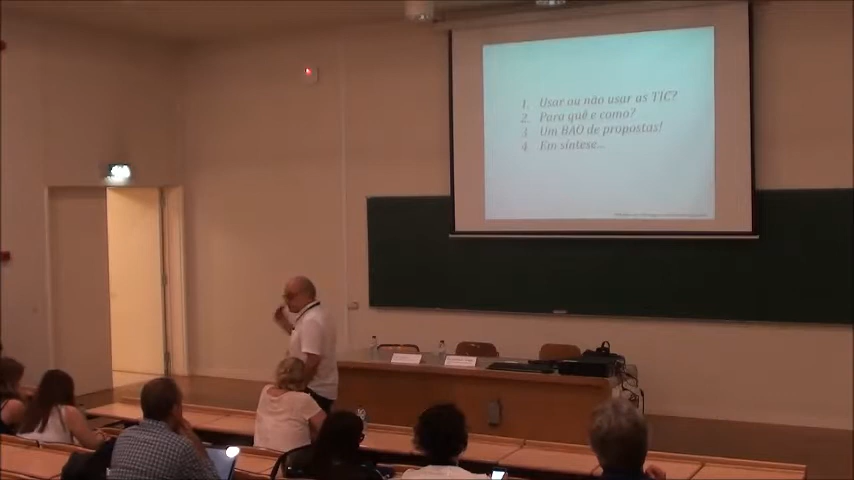 1. Usar ou não usar as TIC?
2. Para quê e como?
3 Um BAÚ de propostas!
4 Em síntese...